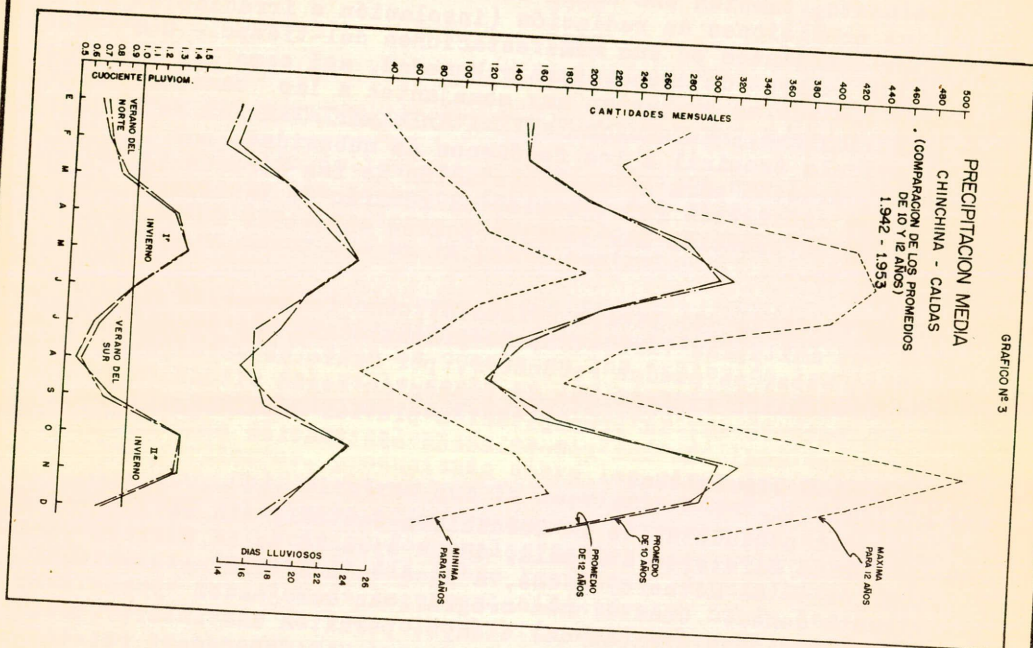 GRAFICO Nº 3
PRECIPITACION MEDIA
CHINCHINA - CALDAS
(COMPARACION DE LOS PROMEDIOS
DE 10 Y 12 AÑOS)
1.942 - 1.953
500
480
460
440
420
400
380
360
340
320
300
280
260
240
220
200
180
160
140
120
100
80
60
40
CANTIDADES MENSUALES
MAXIMA
PARA 12 AÑOS
PROMEDIO
DE 10 AÑOS
PROMEDIO
DE 12 AÑOS
MINIMA
PARA 12 AÑOS
26
24
22
20
18
16
14
DIAS LLUVIOSOS
1.5
1.4
1.3
1.2
1.1
1.0
0.9
0.8
0.7
0.6
0.5
CUOCIENTE PLUVIOM.
VERANO DEL
NORTE
Iº
INVIERNO
VERANO DEL
SUR
IIº
INVIERNO
E F M A M J J A S O N D